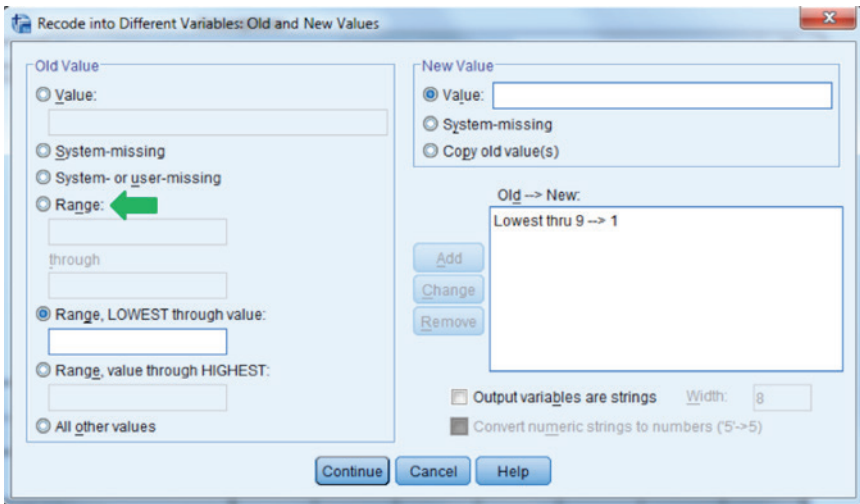 Recode into Different Variables: Old and New Values
Old Value
Value:
System-missing
System- or user-missing
Range:
through
Range, LOWEST through value:
Range, value through HIGHEST:
All other values
New Value
Value:
System-missing
Copy old value(s)
Old --> New:
Lowest thru 9 --> 1
Add
Change
Remove
Output variables are strings Width: 8
Convert numeric strings to numbers ('5'->5)
Continue Cancel Help